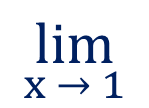 lim
x → 1